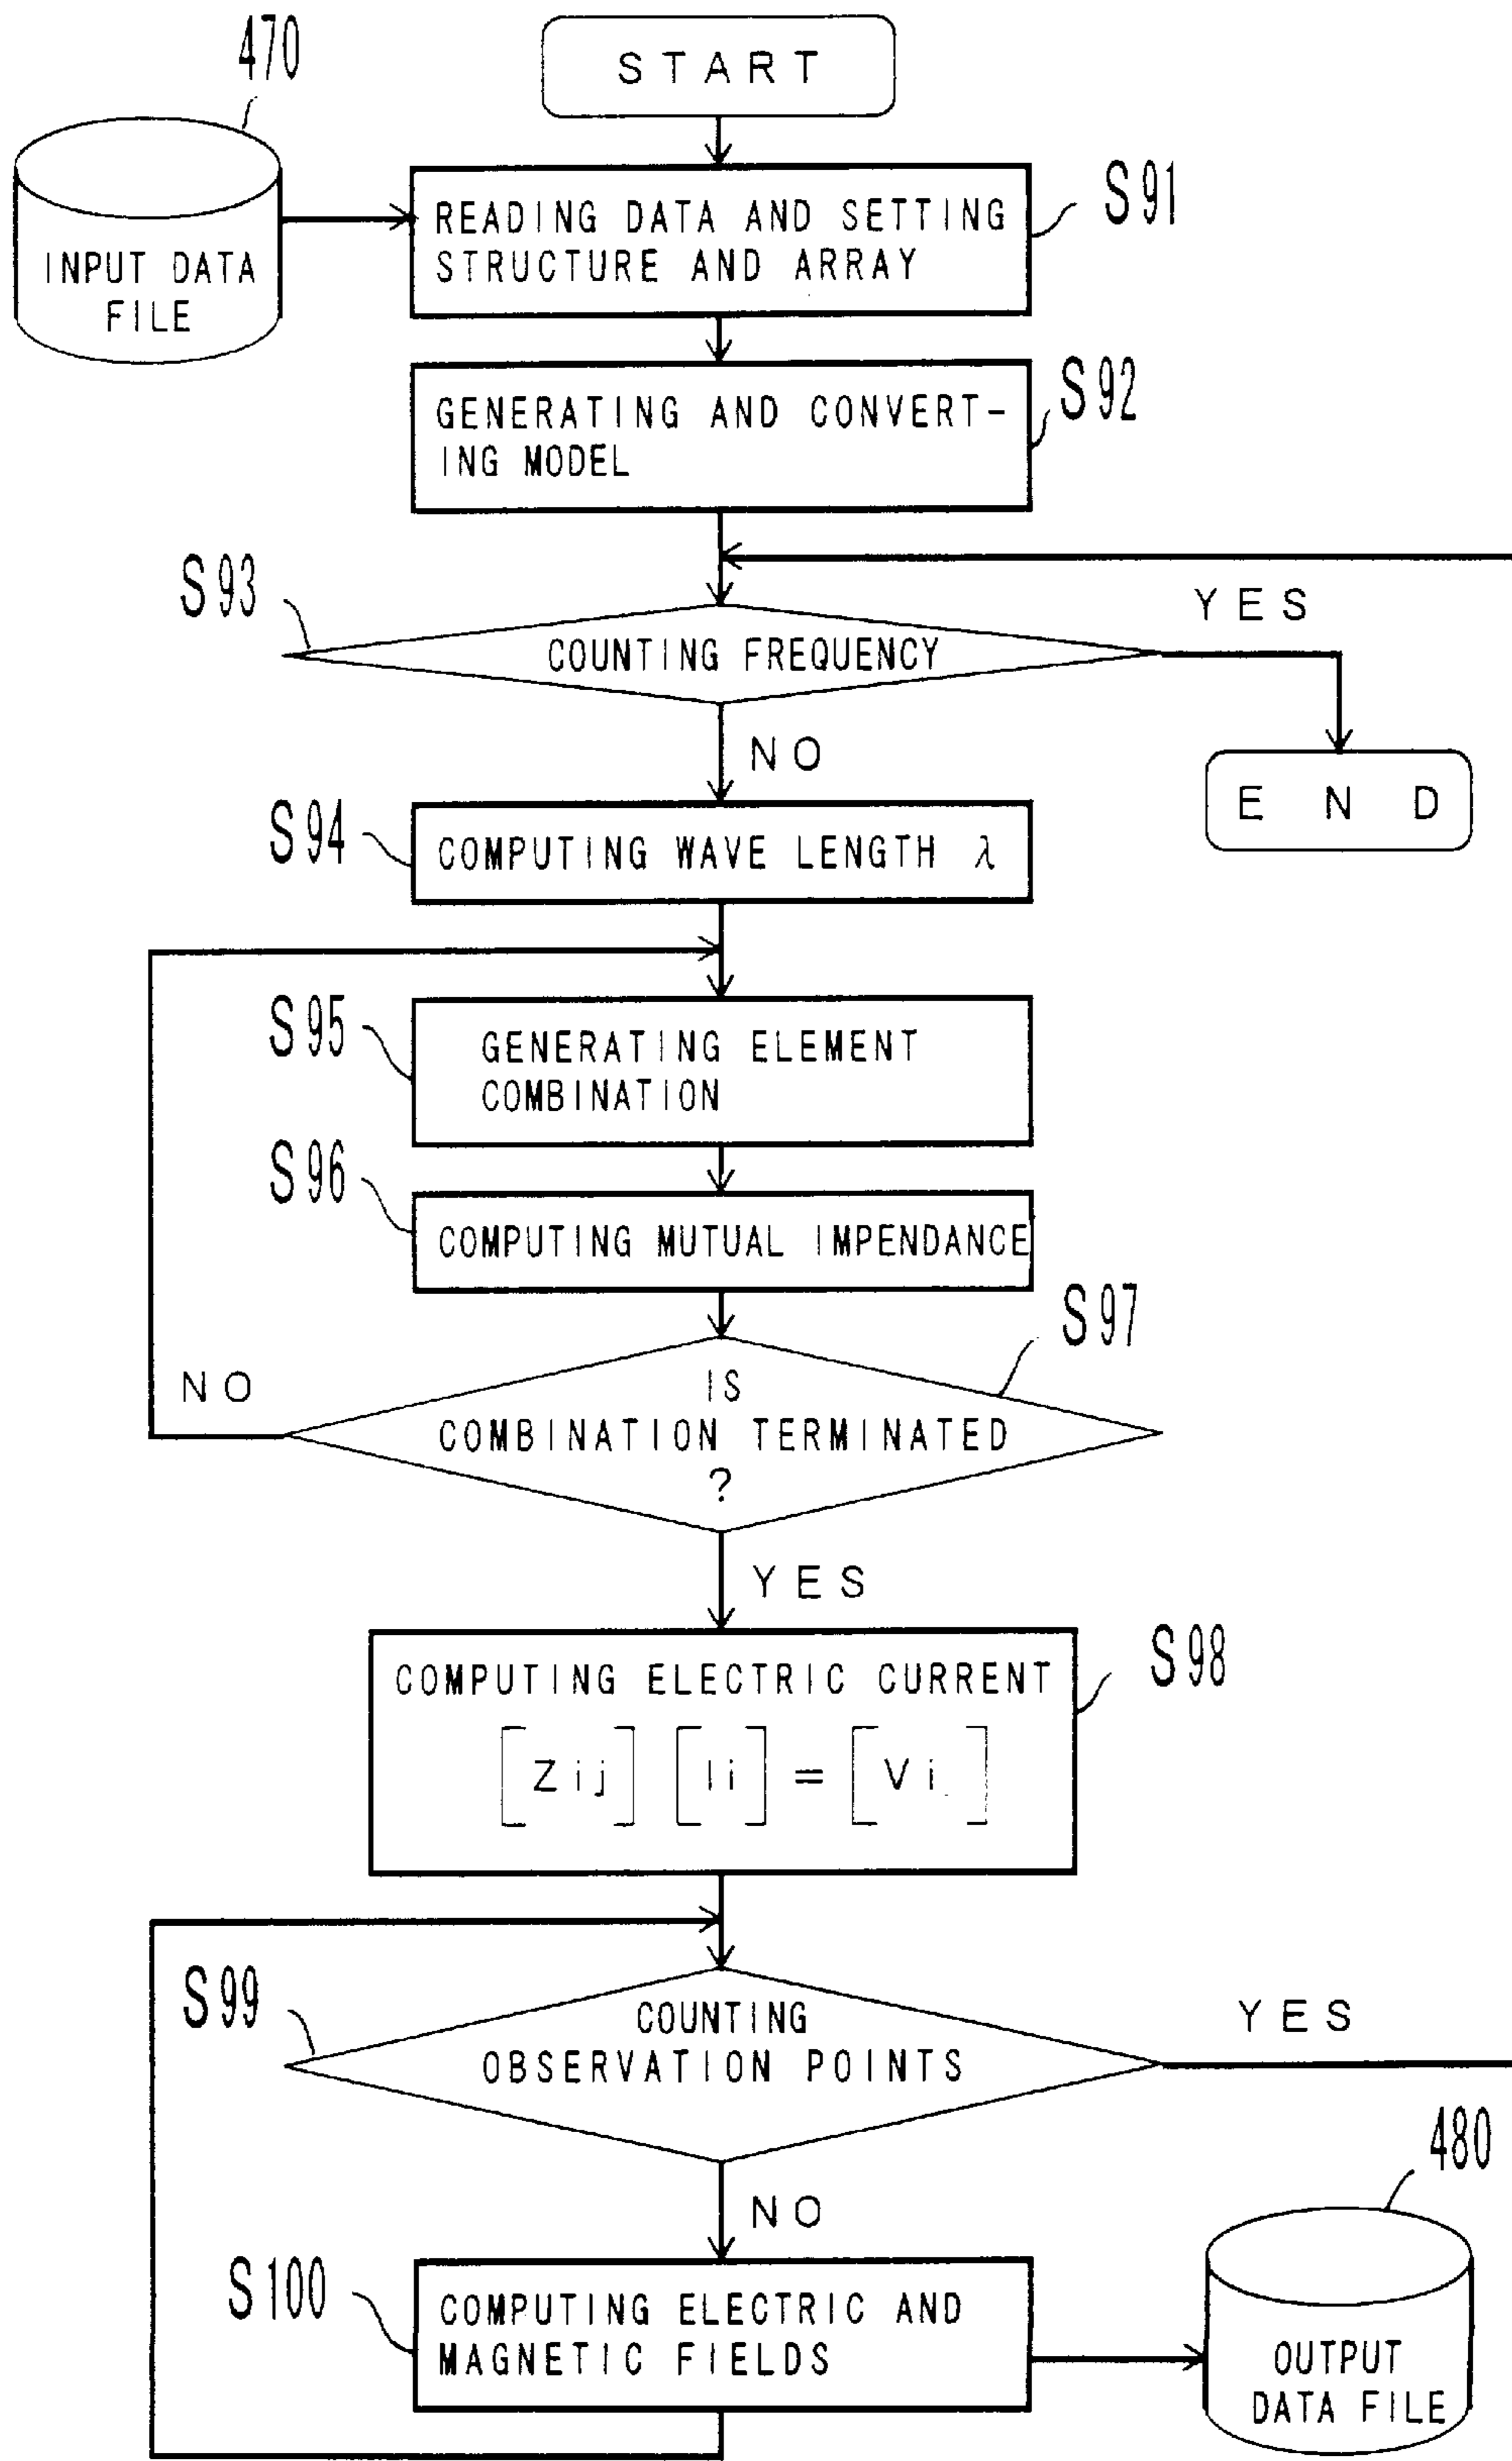 470
START
INPUT DATA
FILE
READING DATA AND SETTING
STRUCTURE AND ARRAY
S91
GENERATING AND CONVERT-
ING MODEL
S92
S93
COUNTING FREQUENCY
YES
NO
END
S94
COMPUTING WAVE LENGTH λ
S95
GENERATING ELEMENT
COMBINATION
S96
COMPUTING MUTUAL IMPENDANCE
S97
NO
IS
COMBINATION TERMINATED
?
YES
S98
COMPUTING ELECTRIC CURRENT
[Zij] [Ii] = [Vi]
S99
COUNTING
OBSERVATION POINTS
YES
NO
480
S100
COMPUTING ELECTRIC AND
MAGNETIC FIELDS
OUTPUT
DATA FILE